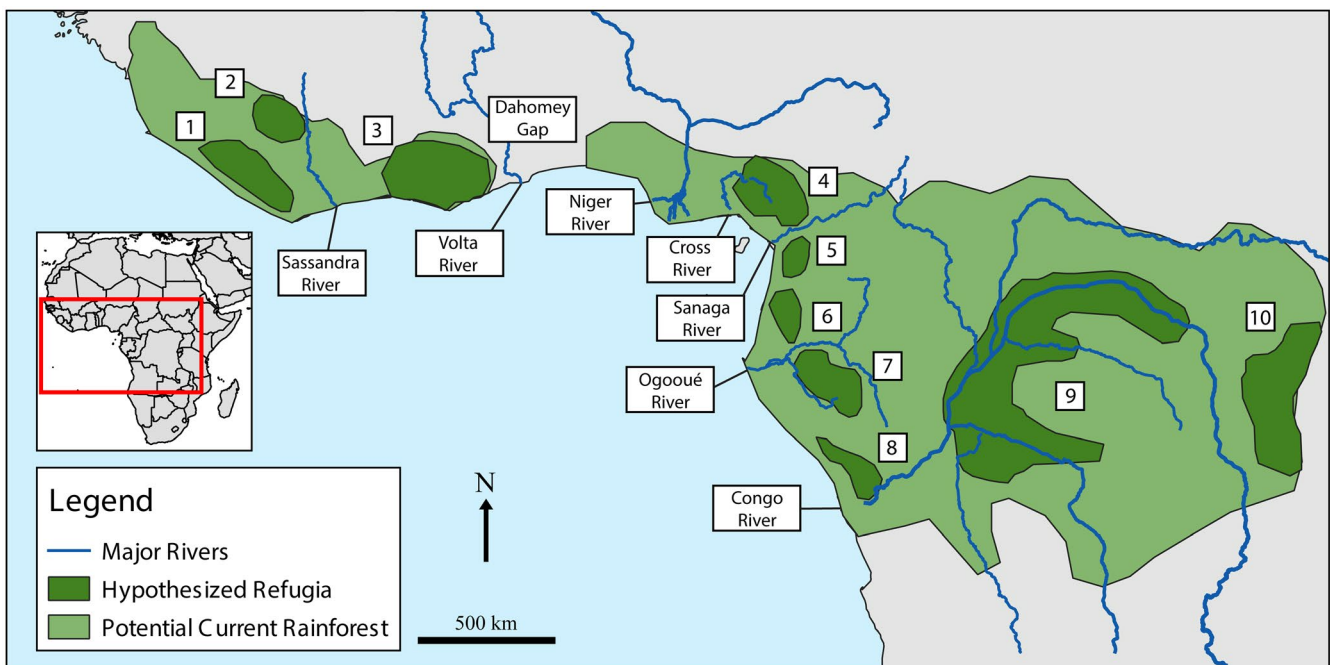 2
1
3
Dahomey
Gap
4
Niger
River
Sassandra
River
Volta
River
Cross
River
5
Sanaga
River
6
10
Ogooué
River
7
9
8
Congo
River
Legend
Major Rivers
Hypothesized Refugia
Potential Current Rainforest
N
500 km